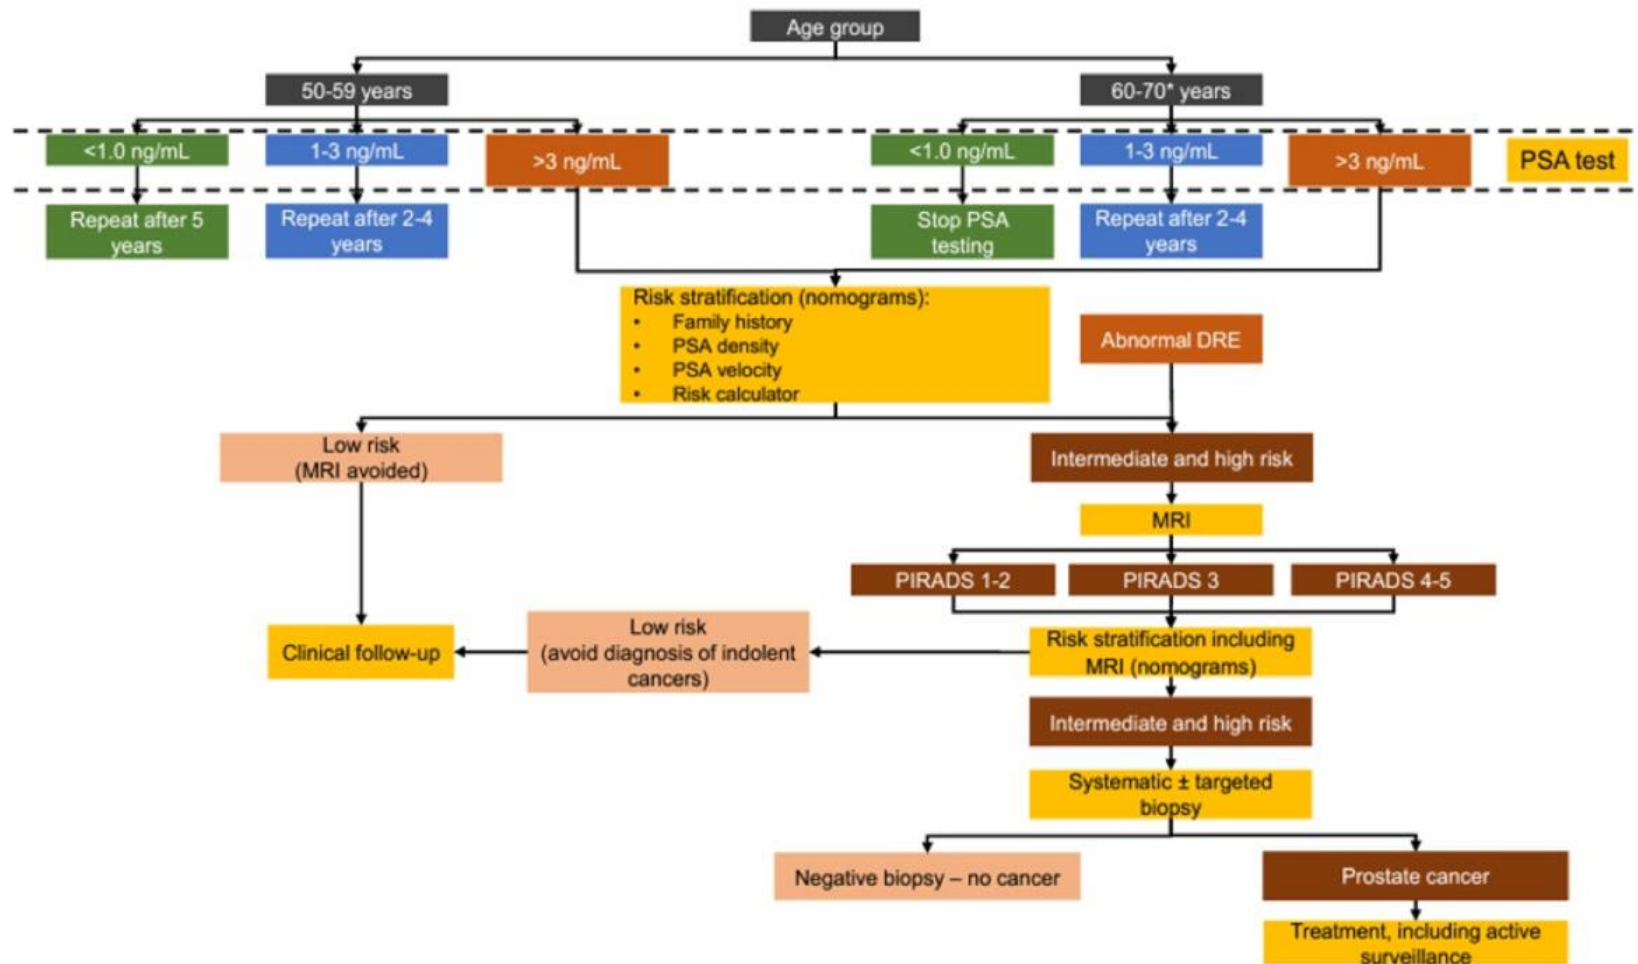 Age group
50-59 years
60-70* years
<1.0 ng/mL
1-3 ng/mL
>3 ng/mL
<1.0 ng/mL
1-3 ng/mL
>3 ng/mL
PSA test
Repeat after 5
years
Repeat after 2-4
years
Stop PSA
testing
Repeat after 2-4
years
Risk stratification (nomograms):
• Family history
• PSA density
• PSA velocity
• Risk calculator
Abnormal DRE
Low risk
(MRI avoided)
Intermediate and high risk
MRI
PIRADS 1-2
PIRADS 3
PIRADS 4-5
Clinical follow-up
Low risk
(avoid diagnosis of indolent
cancers)
Risk stratification including
MRI (nomograms)
Intermediate and high risk
Systematic ± targeted
biopsy
Negative biopsy – no cancer
Prostate cancer
Treatment, including active
surveillance